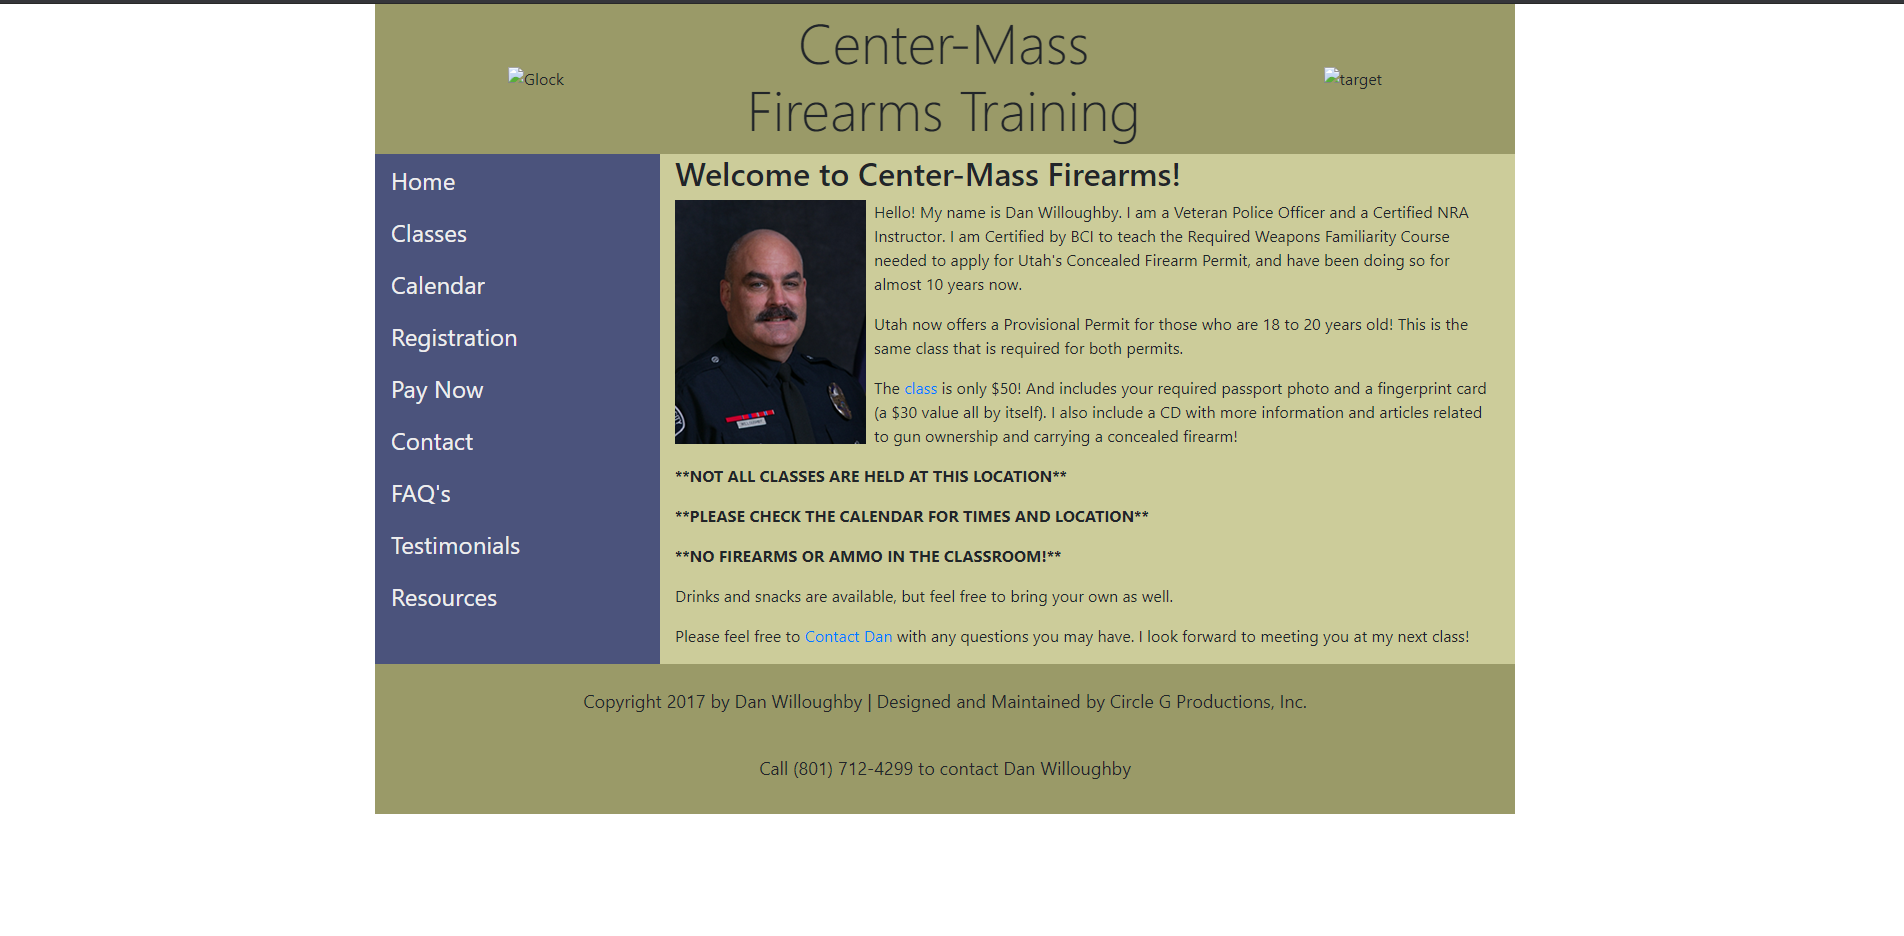 Center-Mass
Firearms Training
Glock
target
Home
Classes
Calendar
Registration
Pay Now
Contact
FAQ's
Testimonials
Resources
Welcome to Center-Mass Firearms!
Hello! My name is Dan Willoughby. I am a Veteran Police Officer and a Certified NRA
Instructor. I am Certified by BCI to teach the Required Weapons Familiarity Course
needed to apply for Utah's Concealed Firearm Permit, and have been doing so for
almost 10 years now.
Utah now offers a Provisional Permit for those who are 18 to 20 years old! This is the
same class that is required for both permits.
The class is only $50! And includes your required passport photo and a fingerprint card
(a $30 value all by itself). I also include a CD with more information and articles related
to gun ownership and carrying a concealed firearm!
**NOT ALL CLASSES ARE HELD AT THIS LOCATION**
**PLEASE CHECK THE CALENDAR FOR TIMES AND LOCATION**
**NO FIREARMS OR AMMO IN THE CLASSROOM!**
Drinks and snacks are available, but feel free to bring your own as well.
Please feel free to Contact Dan with any questions you may have. I look forward to meeting you at my next class!
Copyright 2017 by Dan Willoughby | Designed and Maintained by Circle G Productions, Inc.
Call (801) 712-4299 to contact Dan Willoughby